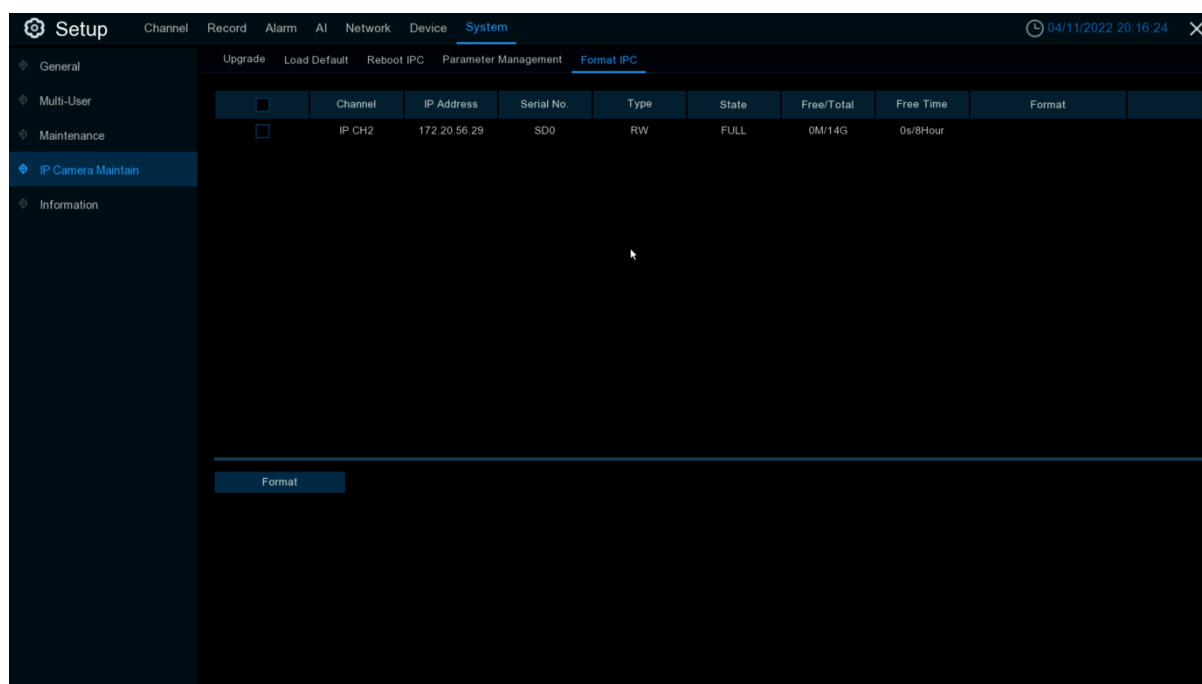 Setup Channel Record Alarm AI Network Device System 04/11/2022 20:16:24
General
Multi-User
Maintenance
IP Camera Maintain
Information
Upgrade Load Default Reboot IPC Parameter Management Format IPC
Channel IP Address Serial No. Type State Free/Total Free Time Format
IP CH2 172.20.56.29 SD0 RW FULL 0M/14G 0s/8Hour
Format